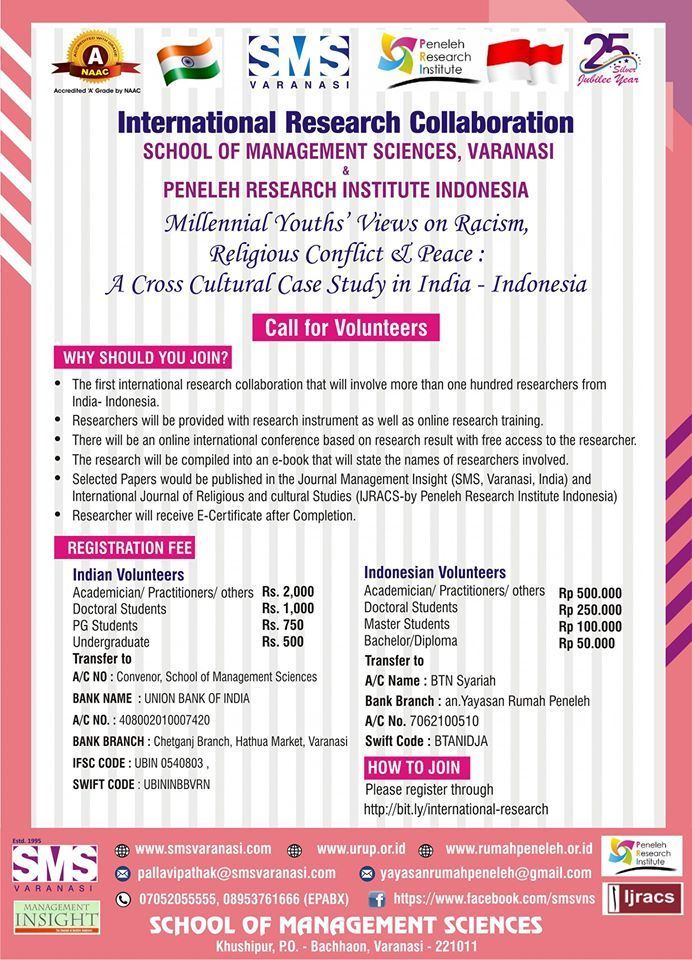 ACCREDITED WITH GRADE
A
NAAC
Accredited 'A' Grade by NAAC
SMS
VARANASI
Peneleh
Research
Institute
25
Silver
Jubilee Year
International Research Collaboration
SCHOOL OF MANAGEMENT SCIENCES, VARANASI
&
PENELEH RESEARCH INSTITUTE INDONESIA
Millennial Youths' Views on Racism,
Religious Conflict & Peace :
A Cross Cultural Case Study in India - Indonesia
Call for Volunteers
WHY SHOULD YOU JOIN?
• The first international research collaboration that will involve more than one hundred researchers from
India- Indonesia.
• Researchers will be provided with research instrument as well as online research training.
• There will be an online international conference based on research result with free access to the researcher.
• The research will be compiled into an e-book that will state the names of researchers involved.
• Selected Papers would be published in the Journal Management Insight (SMS, Varanasi, India) and
International Journal of Religious and cultural Studies (IJRACS-by Peneleh Research Institute Indonesia)
• Researcher will receive E-Certificate after Completion.
REGISTRATION FEE
Indian Volunteers
Academician/ Practitioners/ others Rs. 2,000
Doctoral Students Rs. 1,000
PG Students Rs. 750
Undergraduate Rs. 500
Transfer to
A/C NO : Convenor, School of Management Sciences
BANK NAME : UNION BANK OF INDIA
A/C NO. : 408002010007420
BANK BRANCH : Chetganj Branch, Hathua Market, Varanasi
IFSC CODE : UBIN 0540803 ,
SWIFT CODE : UBININBBVRN
Indonesian Volunteers
Academician/ Practitioners/ others Rp 500.000
Doctoral Students Rp 250.000
Master Students Rp 100.000
Bachelor/Diploma Rp 50.000
Transfer to
A/C Name : BTN Syariah
Bank Branch : an.Yayasan Rumah Peneleh
A/C No. 7062100510
Swift Code : BTANIDJA
HOW TO JOIN
Please register through
http://bit.ly/international-research
Estd. 1995
SMS
VARANASI
MANAGEMENT
INSIGHT
www.smsvaranasi.com www.urup.or.id www.rumahpeneleh.or.id
pallavipathak@smsvaranasi.com yayasanrumahpeneleh@gmail.com
07052055555, 08953761666 (EPABX) https://www.facebook.com/smsvns
Peneleh
Research
Institute
Ijracs
SCHOOL OF MANAGEMENT SCIENCES
Khushipur, P.O. - Bachhaon, Varanasi - 221011